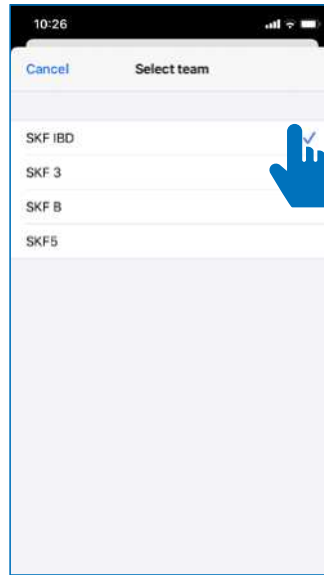 10:26
Cancel Select team
SKF IBD
SKF 3
SKF B
SKF5